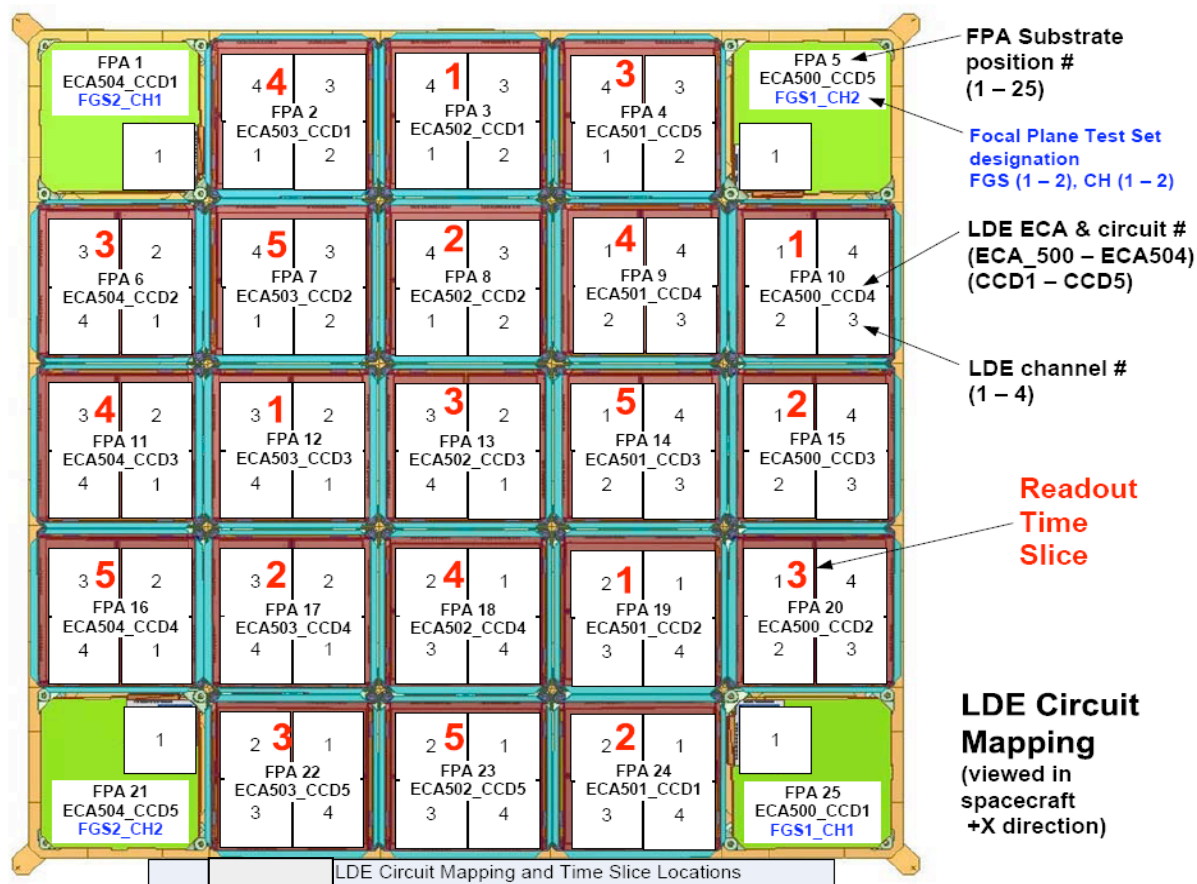 FPA 1
ECA504_CCD1
FGS2_CH1
1
4 4 3
FPA 2
ECA503_CCD1
1 2
4 1 3
FPA 3
ECA502_CCD1
1 2
4 3 3
FPA 4
ECA501_CCD5
1 2
FPA 5
ECA500_CCD5
FGS1_CH2
1
FPA Substrate
position #
(1 – 25)
Focal Plane Test Set
designation
FGS (1 – 2), CH (1 – 2)
3 3 2
FPA 6
ECA504_CCD2
4 1
4 5 3
FPA 7
ECA503_CCD2
1 2
4 2 3
FPA 8
ECA502_CCD2
1 2
1 4 4
FPA 9
ECA501_CCD4
2 3
1 1 4
FPA 10
ECA500_CCD4
2 3
LDE ECA & circuit #
(ECA_500 – ECA504)
(CCD1 – CCD5)
LDE channel #
(1 – 4)
3 4 2
FPA 11
ECA504_CCD3
4 1
3 1 2
FPA 12
ECA503_CCD3
4 1
3 3 2
FPA 13
ECA502_CCD3
4 1
1 5 4
FPA 14
ECA501_CCD3
2 3
1 2 4
FPA 15
ECA500_CCD3
2 3
Readout
Time
Slice
3 5 2
FPA 16
ECA504_CCD4
4 1
3 2 2
FPA 17
ECA503_CCD4
4 1
2 4 1
FPA 18
ECA502_CCD4
3 4
2 1 1
FPA 19
ECA501_CCD2
3 4
1 3 4
FPA 20
ECA500_CCD2
2 3
1
FPA 21
ECA504_CCD5
FGS2_CH2
2 3 1
FPA 22
ECA503_CCD5
3 4
2 5 1
FPA 23
ECA502_CCD5
3 4
2 2 1
FPA 24
ECA501_CCD1
3 4
1
FPA 25
ECA500_CCD1
FGS1_CH1
LDE Circuit
Mapping
(viewed in
spacecraft
+X direction)
LDE Circuit Mapping and Time Slice Locations